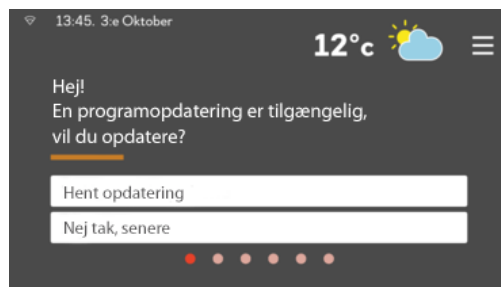 13:45. 3:e Oktober
12°c
Hej!
En programopdatering er tilgængelig,
vil du opdatere?
Hent opdatering
Nej tak, senere